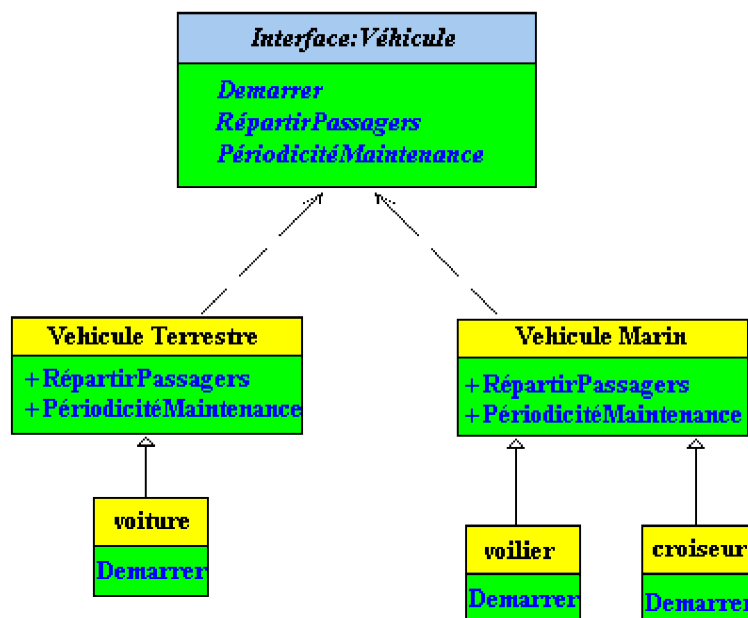 Interface:Véhicule
Demarrer
RépartirPassagers
PériodicitéMaintenance
Vehicule Terrestre
+RépartirPassagers
+PériodicitéMaintenance
Vehicule Marin
+RépartirPassagers
+PériodicitéMaintenance
voiture
Demarrer
voilier
Demarrer
croiseur
Demarrer